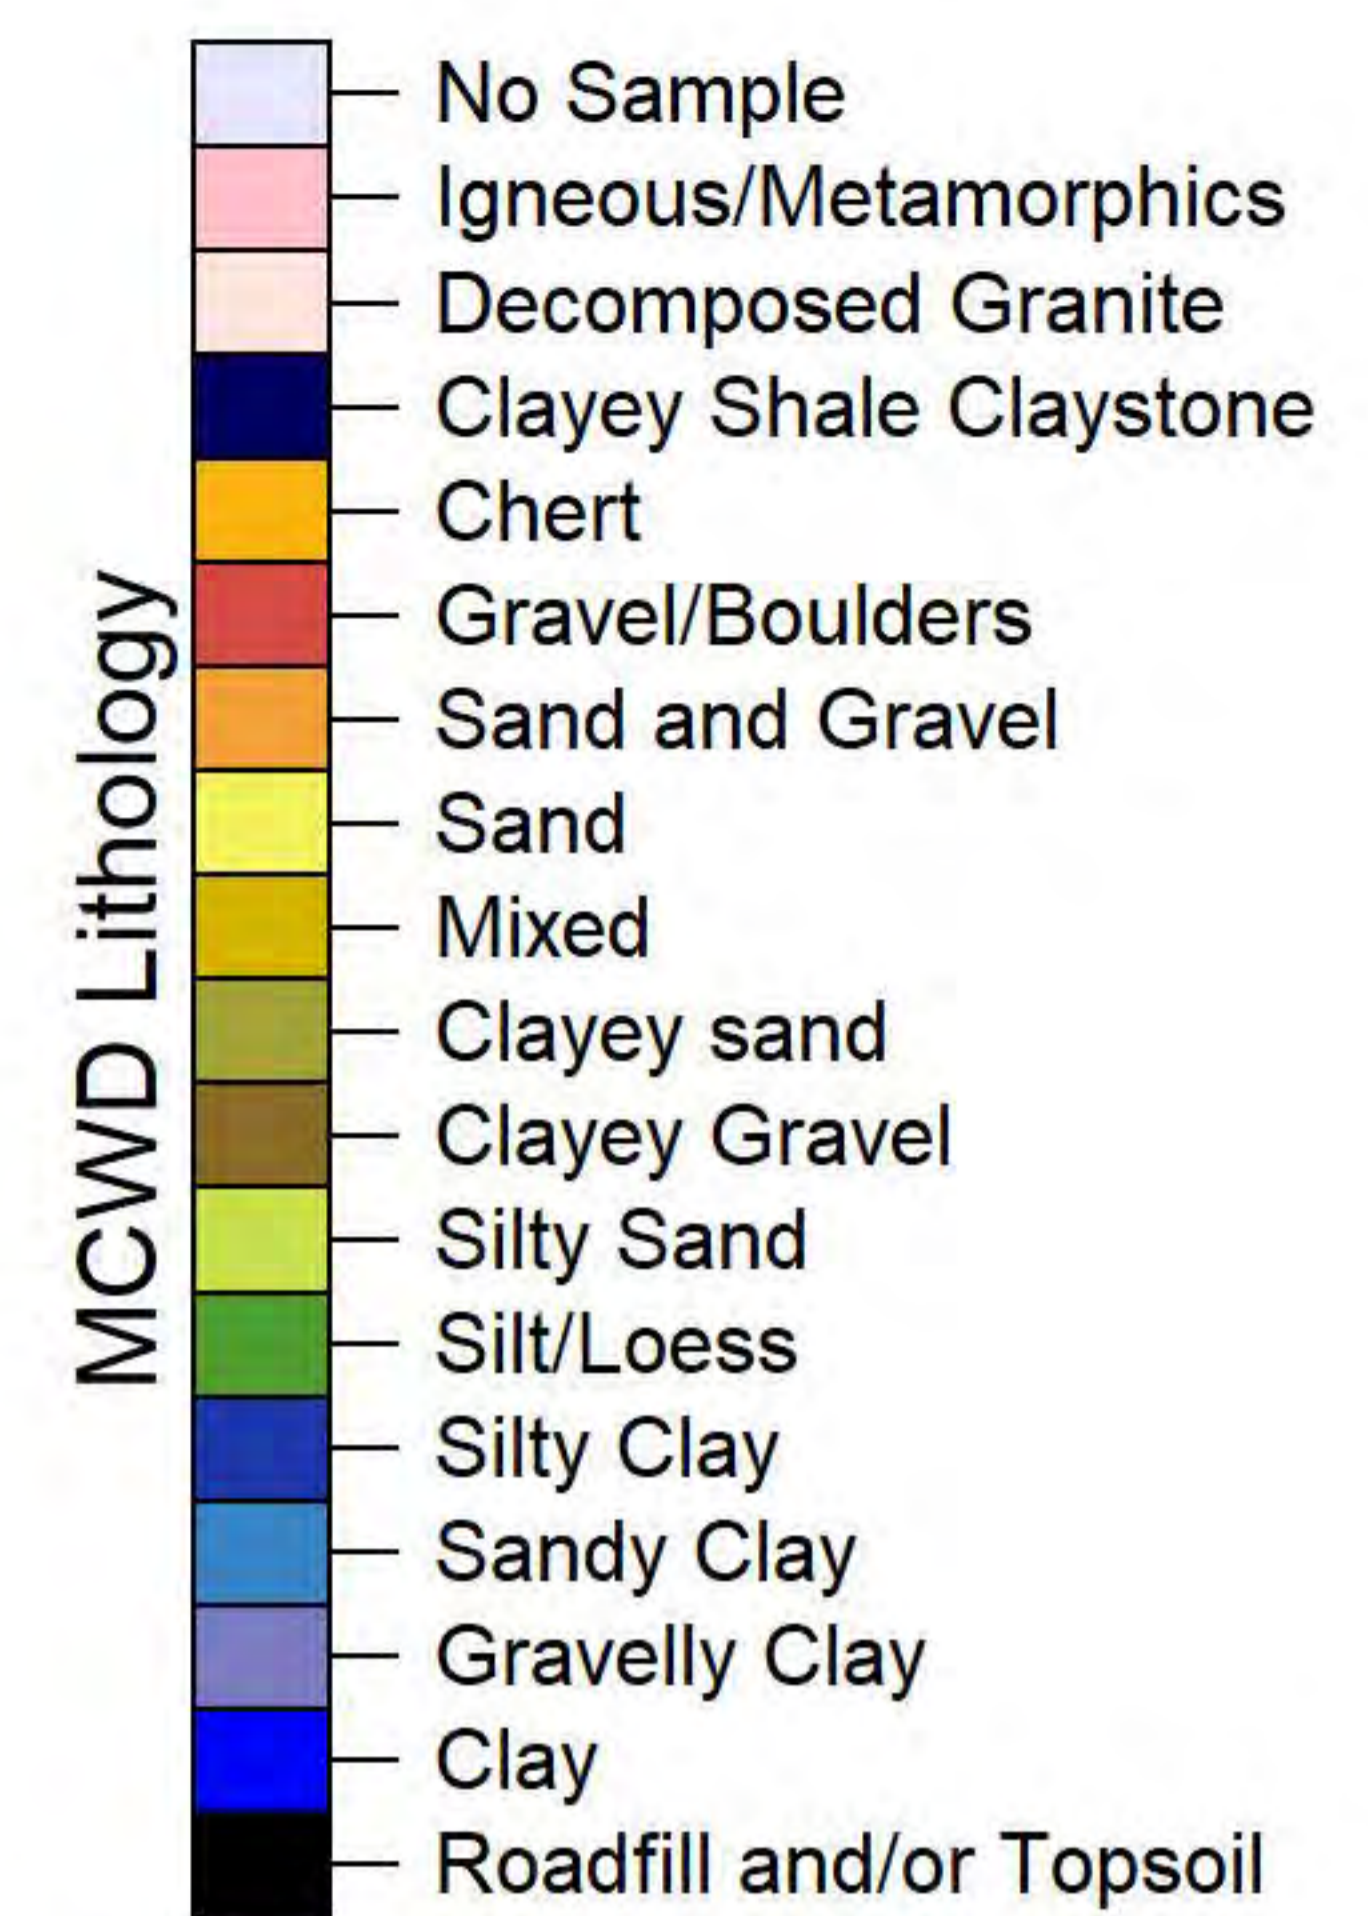 MCWD Lithology
No Sample
Igneous/Metamorphics
Decomposed Granite
Clayey Shale Claystone
Chert
Gravel/Boulders
Sand and Gravel
Sand
Mixed
Clayey sand
Clayey Gravel
Silty Sand
Silt/Loess
Silty Clay
Sandy Clay
Gravelly Clay
Clay
Roadfill and/or Topsoil